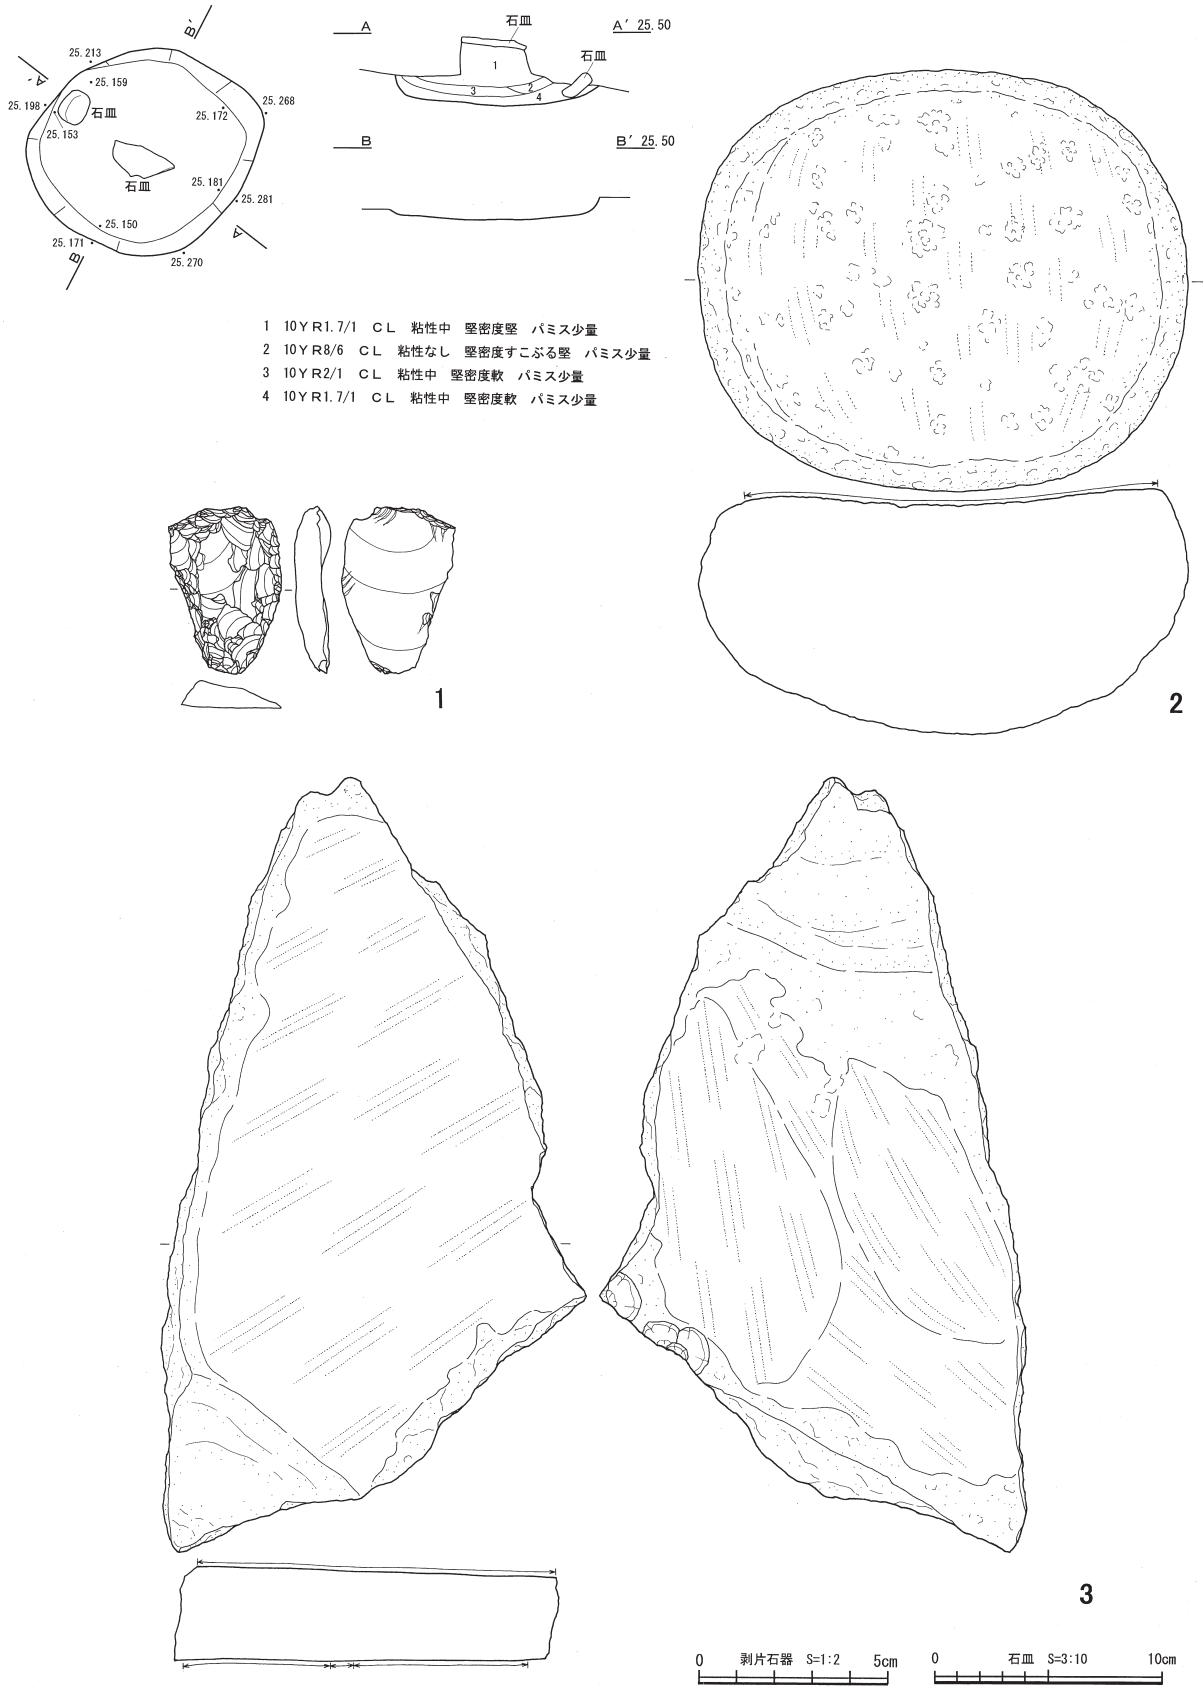 B′
A′
25.213
25.159
25.198
石皿
25.153
25.268
25.172
石皿
25.181
25.281
25.150
25.171
25.270
A
B
A
石皿
A′ 25.50
石皿
1
2
3
4
B
B′ 25.50
1 10YR1.7/1 CL 粘性中 堅密度堅 パミス少量
2 10YR8/6 CL 粘性なし 堅密度すこぶる堅 パミス少量
3 10YR2/1 CL 粘性中 堅密度軟 パミス少量
4 10YR1.7/1 CL 粘性中 堅密度軟 パミス少量
1
2
3
0 剥片石器 S=1:2 5cm
0 石皿 S=3:10 10cm